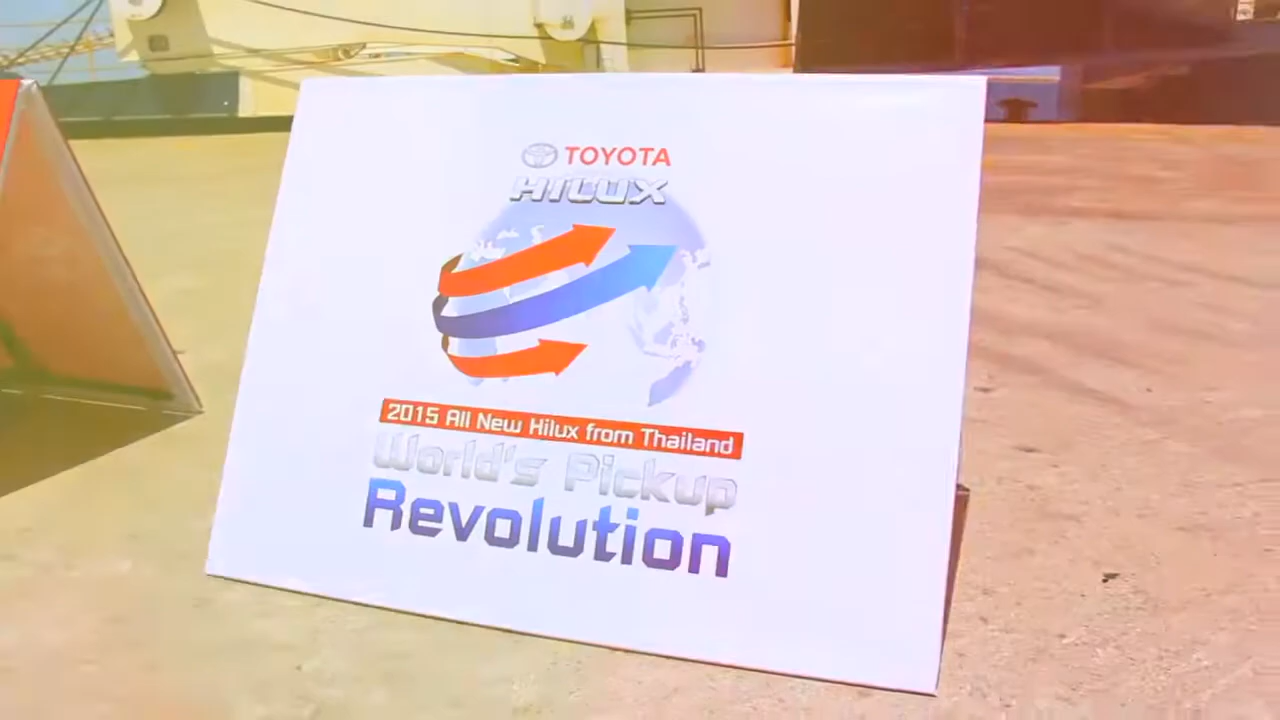 TOYOTA
HILUX
2015 All New Hilux from Thailand
World's Pickup
Revolution